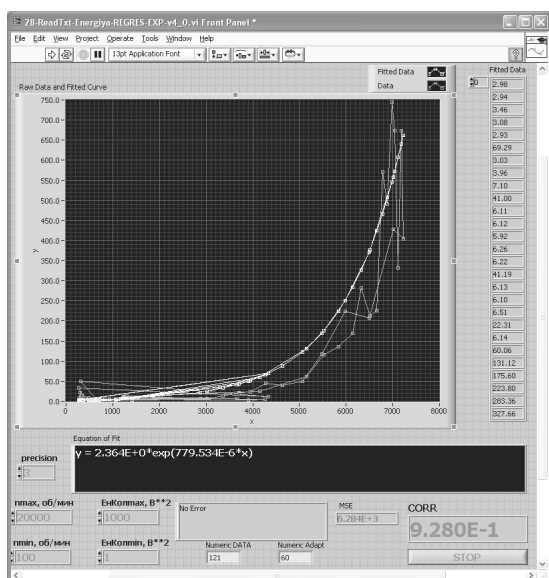 28-ReadTxt-Energiya-REGRES-EXP-v4_0.vi Front Panel *
File Edit View Project Operate Tools Window Help
13pt Application Font
Raw Data and Fitted Curve
Fitted Data
Data
Fitted Data
0
2.98
2.94
3.46
3.08
2.93
69.29
3.03
3.96
7.10
41.00
6.11
6.12
5.92
6.26
6.22
41.19
6.13
6.10
6.51
22.31
6.14
60.06
131.12
175.60
223.80
283.36
327.66
750.0
700.0
650.0
600.0
550.0
500.0
450.0
400.0
350.0
300.0
250.0
200.0
150.0
100.0
50.0
0.0
y
0 1000 2000 3000 4000 5000 6000 7000 8000
x
Equation of Fit
y = 2.364E+0*exp(779.534E-6*x)
precision
3
nmax, об/мин
20000
ЕнКолmax, В**2
1000
No Error
MSE
6.284E+3
CORR
9.280E-1
nmin, об/мин
100
ЕнКолmin, В**2
1
Numeric DATA
121
Numeric Adapt
60
STOP